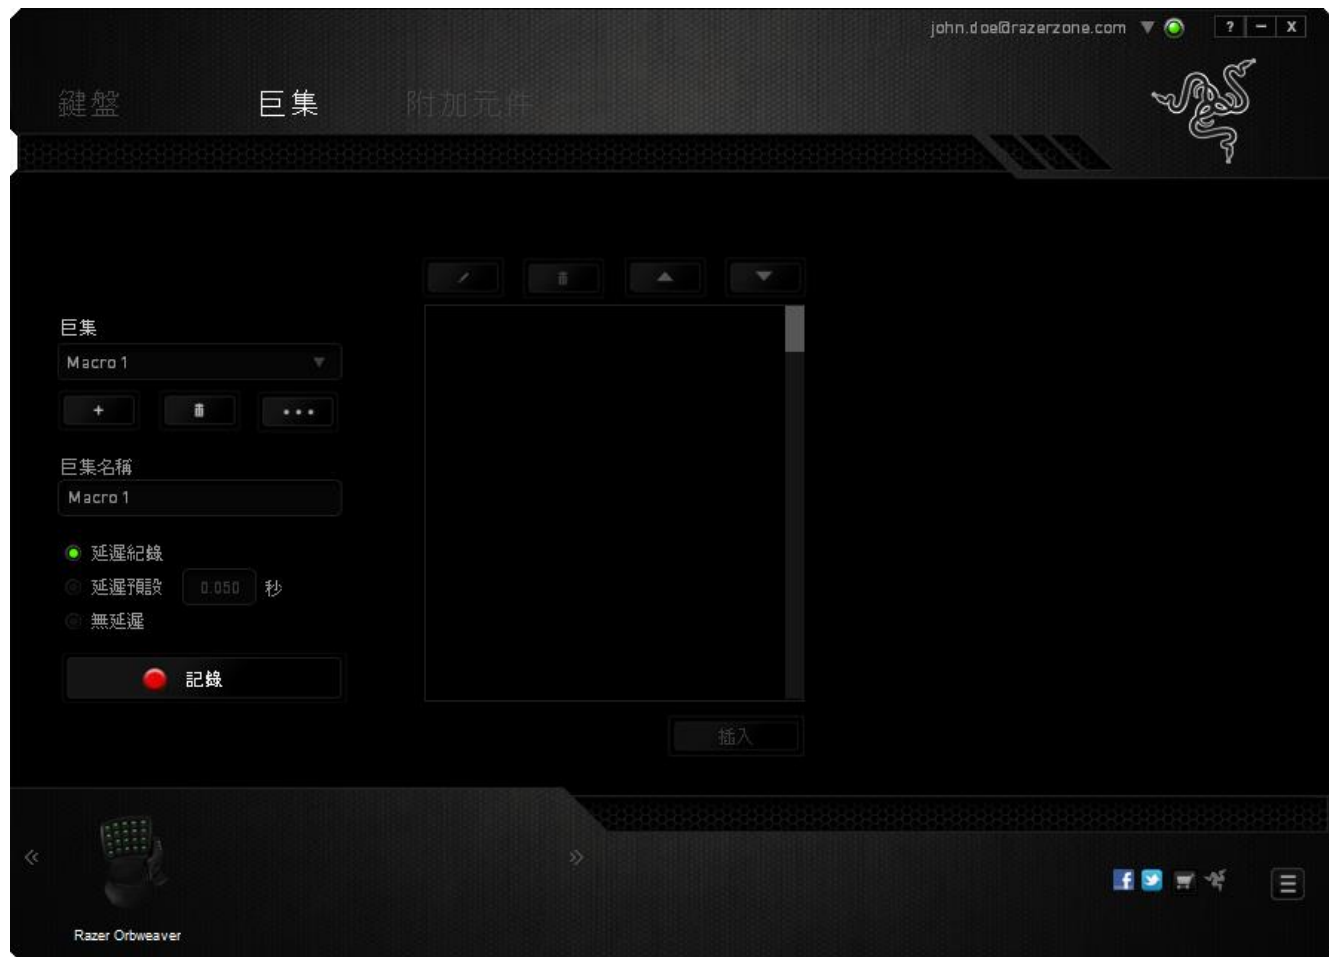 john.doe@razerzone.com
? − X
鍵盤 巨集 附加元件
巨集
Macro 1
+ •••
巨集名稱
Macro 1
延遲紀錄
延遲預設 0.050 秒
無延遲
記錄
插入
« »
Razer Orbweaver